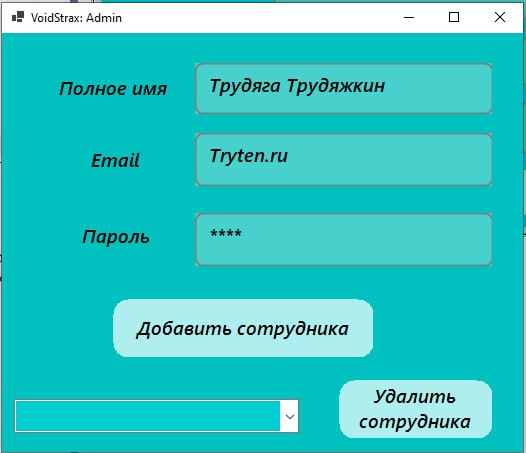 VoidStrax: Admin
Полное имя
Трудяга Трудяжкин
Email
Tryten.ru
Пароль
****
Добавить сотрудника
Удалить
сотрудника